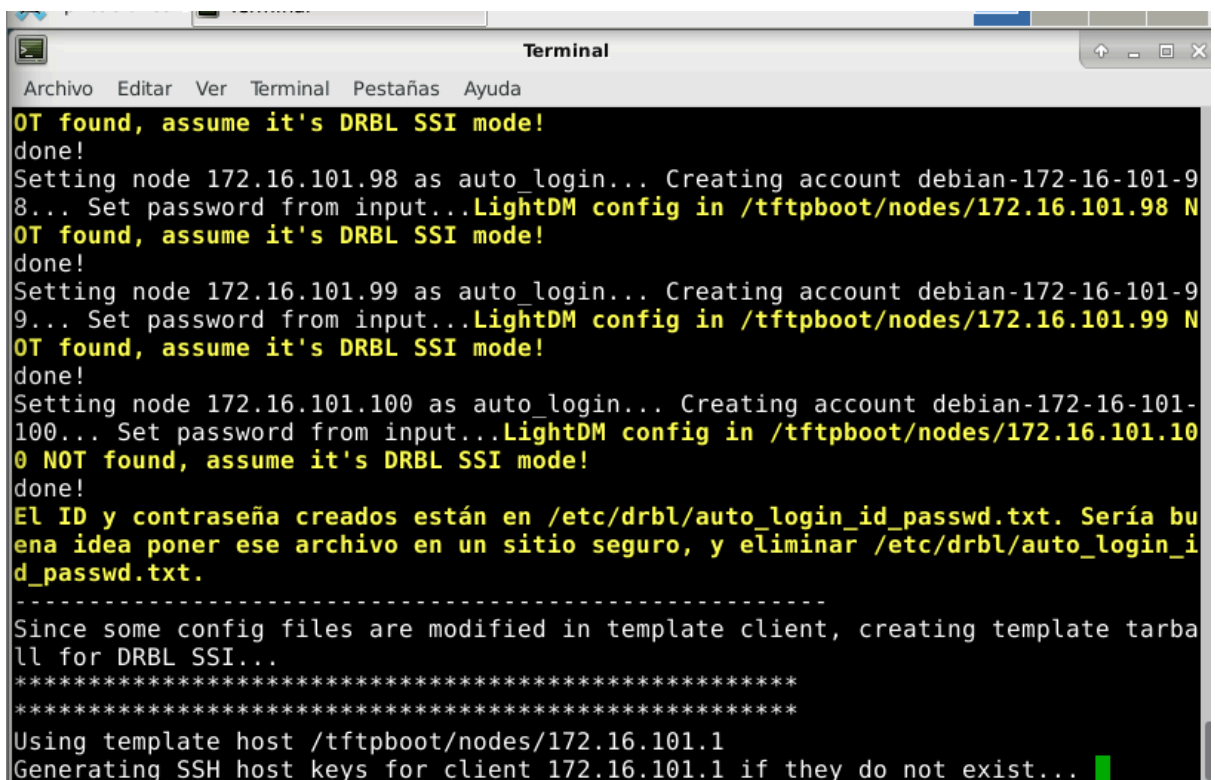 Terminal
Archivo Editar Ver Terminal Pestañas Ayuda
OT found, assume it's DRBL SSI mode!
done!
Setting node 172.16.101.98 as auto_login... Creating account debian-172-16-101-9
8... Set password from input...LightDM config in /tftpboot/nodes/172.16.101.98 N
OT found, assume it's DRBL SSI mode!
done!
Setting node 172.16.101.99 as auto_login... Creating account debian-172-16-101-9
9... Set password from input...LightDM config in /tftpboot/nodes/172.16.101.99 N
OT found, assume it's DRBL SSI mode!
done!
Setting node 172.16.101.100 as auto_login... Creating account debian-172-16-101-
100... Set password from input...LightDM config in /tftpboot/nodes/172.16.101.10
0 NOT found, assume it's DRBL SSI mode!
done!
El ID y contraseña creados están en /etc/drbl/auto_login_id_passwd.txt. Sería bu
ena idea poner ese archivo en un sitio seguro, y eliminar /etc/drbl/auto_login_i
d_passwd.txt.
-------------------------------------------------------
Since some config files are modified in template client, creating template tarba
ll for DRBL SSI...
*****************************************************
*****************************************************
Using template host /tftpboot/nodes/172.16.101.1
Generating SSH host keys for client 172.16.101.1 if they do not exist...